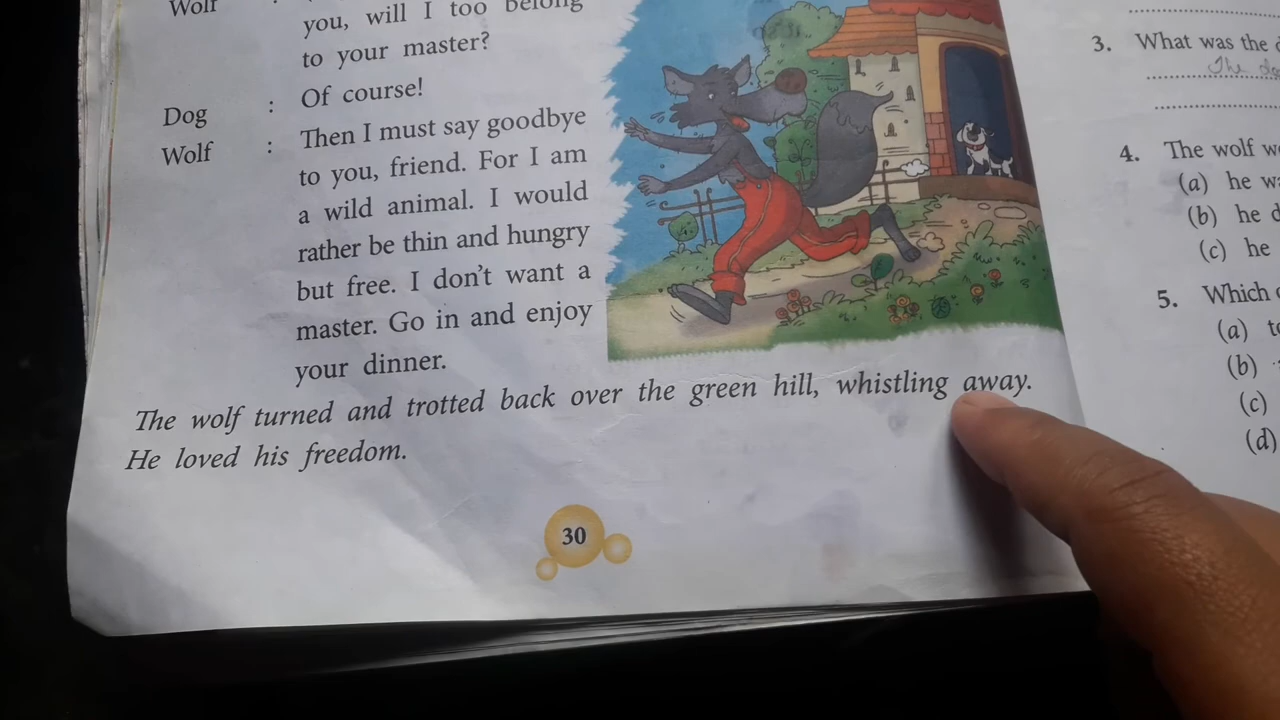 Wolf :
you, will I too belong
to your master?
Dog : Of course!
Wolf : Then I must say goodbye
to you, friend. For I am
a wild animal. I would
rather be thin and hungry
but free. I don't want a
master. Go in and enjoy
your dinner.
The wolf turned and trotted back over the green hill, whistling away.
He loved his freedom.
30
3. What was the
The
4. The wolf
(a) he
(b) he
(c) he
5. Which
(a)
(b)
(c)
(d)